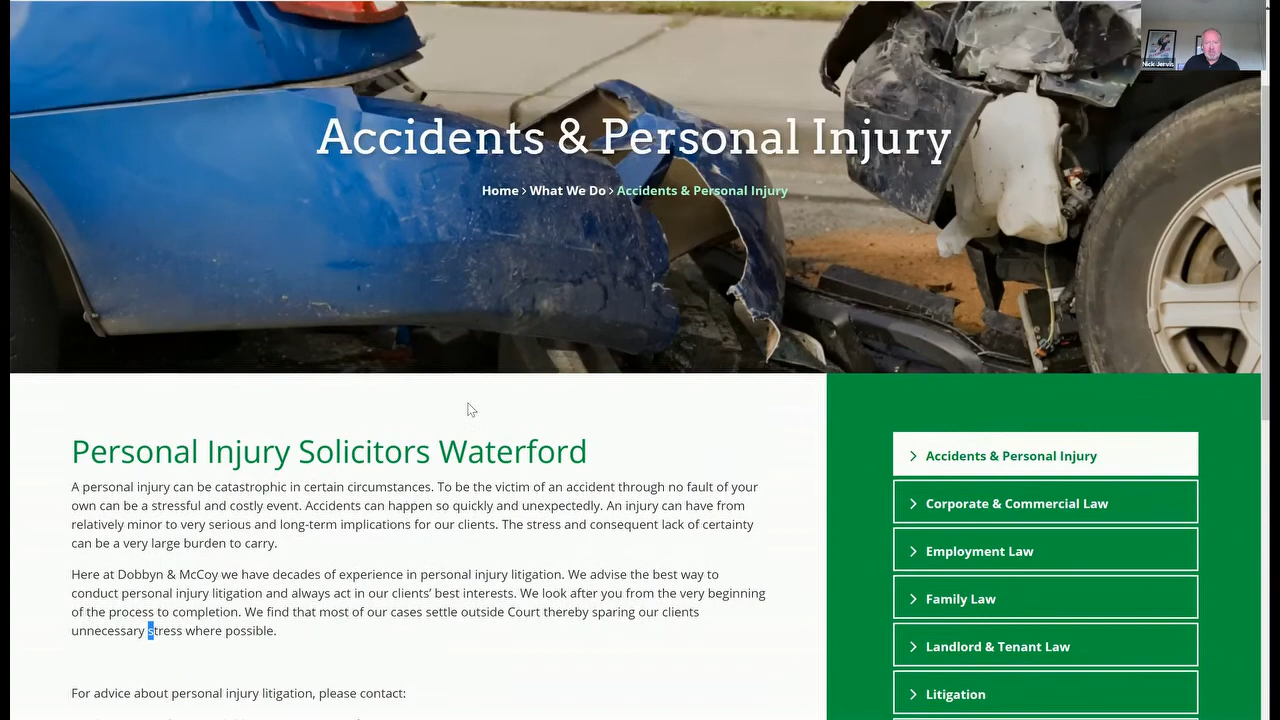 Nick Jervis
Accidents & Personal Injury
Home > What We Do > Accidents & Personal Injury
Personal Injury Solicitors Waterford
A personal injury can be catastrophic in certain circumstances. To be the victim of an accident through no fault of your
own can be a stressful and costly event. Accidents can happen so quickly and unexpectedly. An injury can have from
relatively minor to very serious and long-term implications for our clients. The stress and consequent lack of certainty
can be a very large burden to carry.
Here at Dobbyn & McCoy we have decades of experience in personal injury litigation. We advise the best way to
conduct personal injury litigation and always act in our clients’ best interests. We look after you from the very beginning
of the process to completion. We find that most of our cases settle outside Court thereby sparing our clients
unnecessary stress where possible.
For advice about personal injury litigation, please contact:
Accidents & Personal Injury
Corporate & Commercial Law
Employment Law
Family Law
Landlord & Tenant Law
Litigation